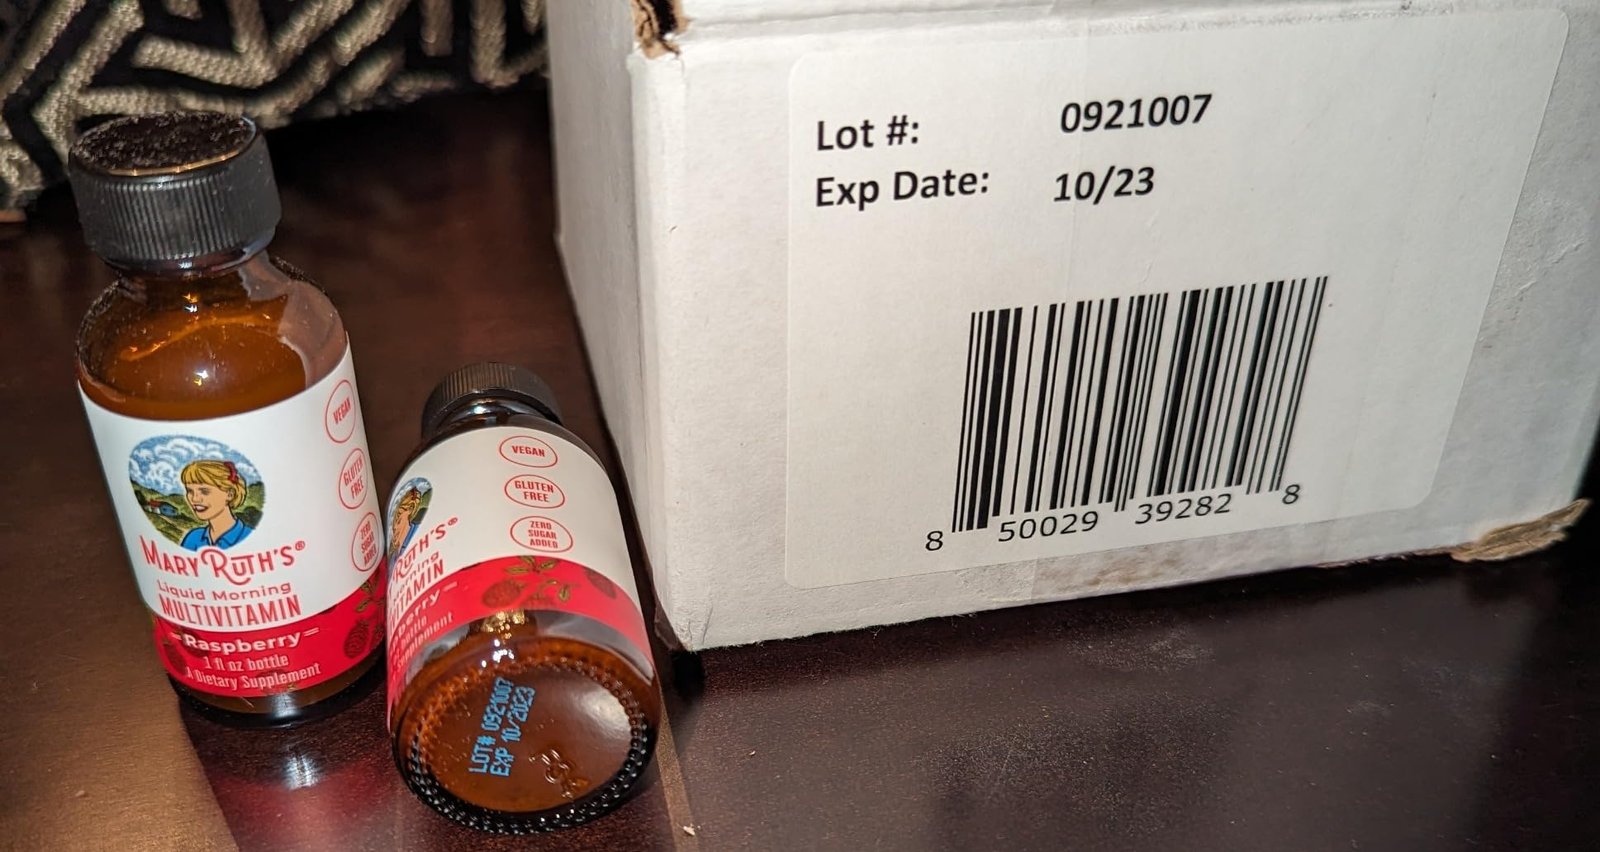 Lot #: 0921007
Exp Date: 10/23
8 50029 39282 8
VEGAN
GLUTEN
FREE
ZERO
SUGAR
ADDED
MARYRUTH'S®
Liquid Morning
MULTIVITAMIN
Raspberry
1 fl oz bottle
A Dietary Supplement
VEGAN
GLUTEN
FREE
ZERO
SUGAR
ADDED
RUTH'S®
LOT# 0921007
EXP 10/2023